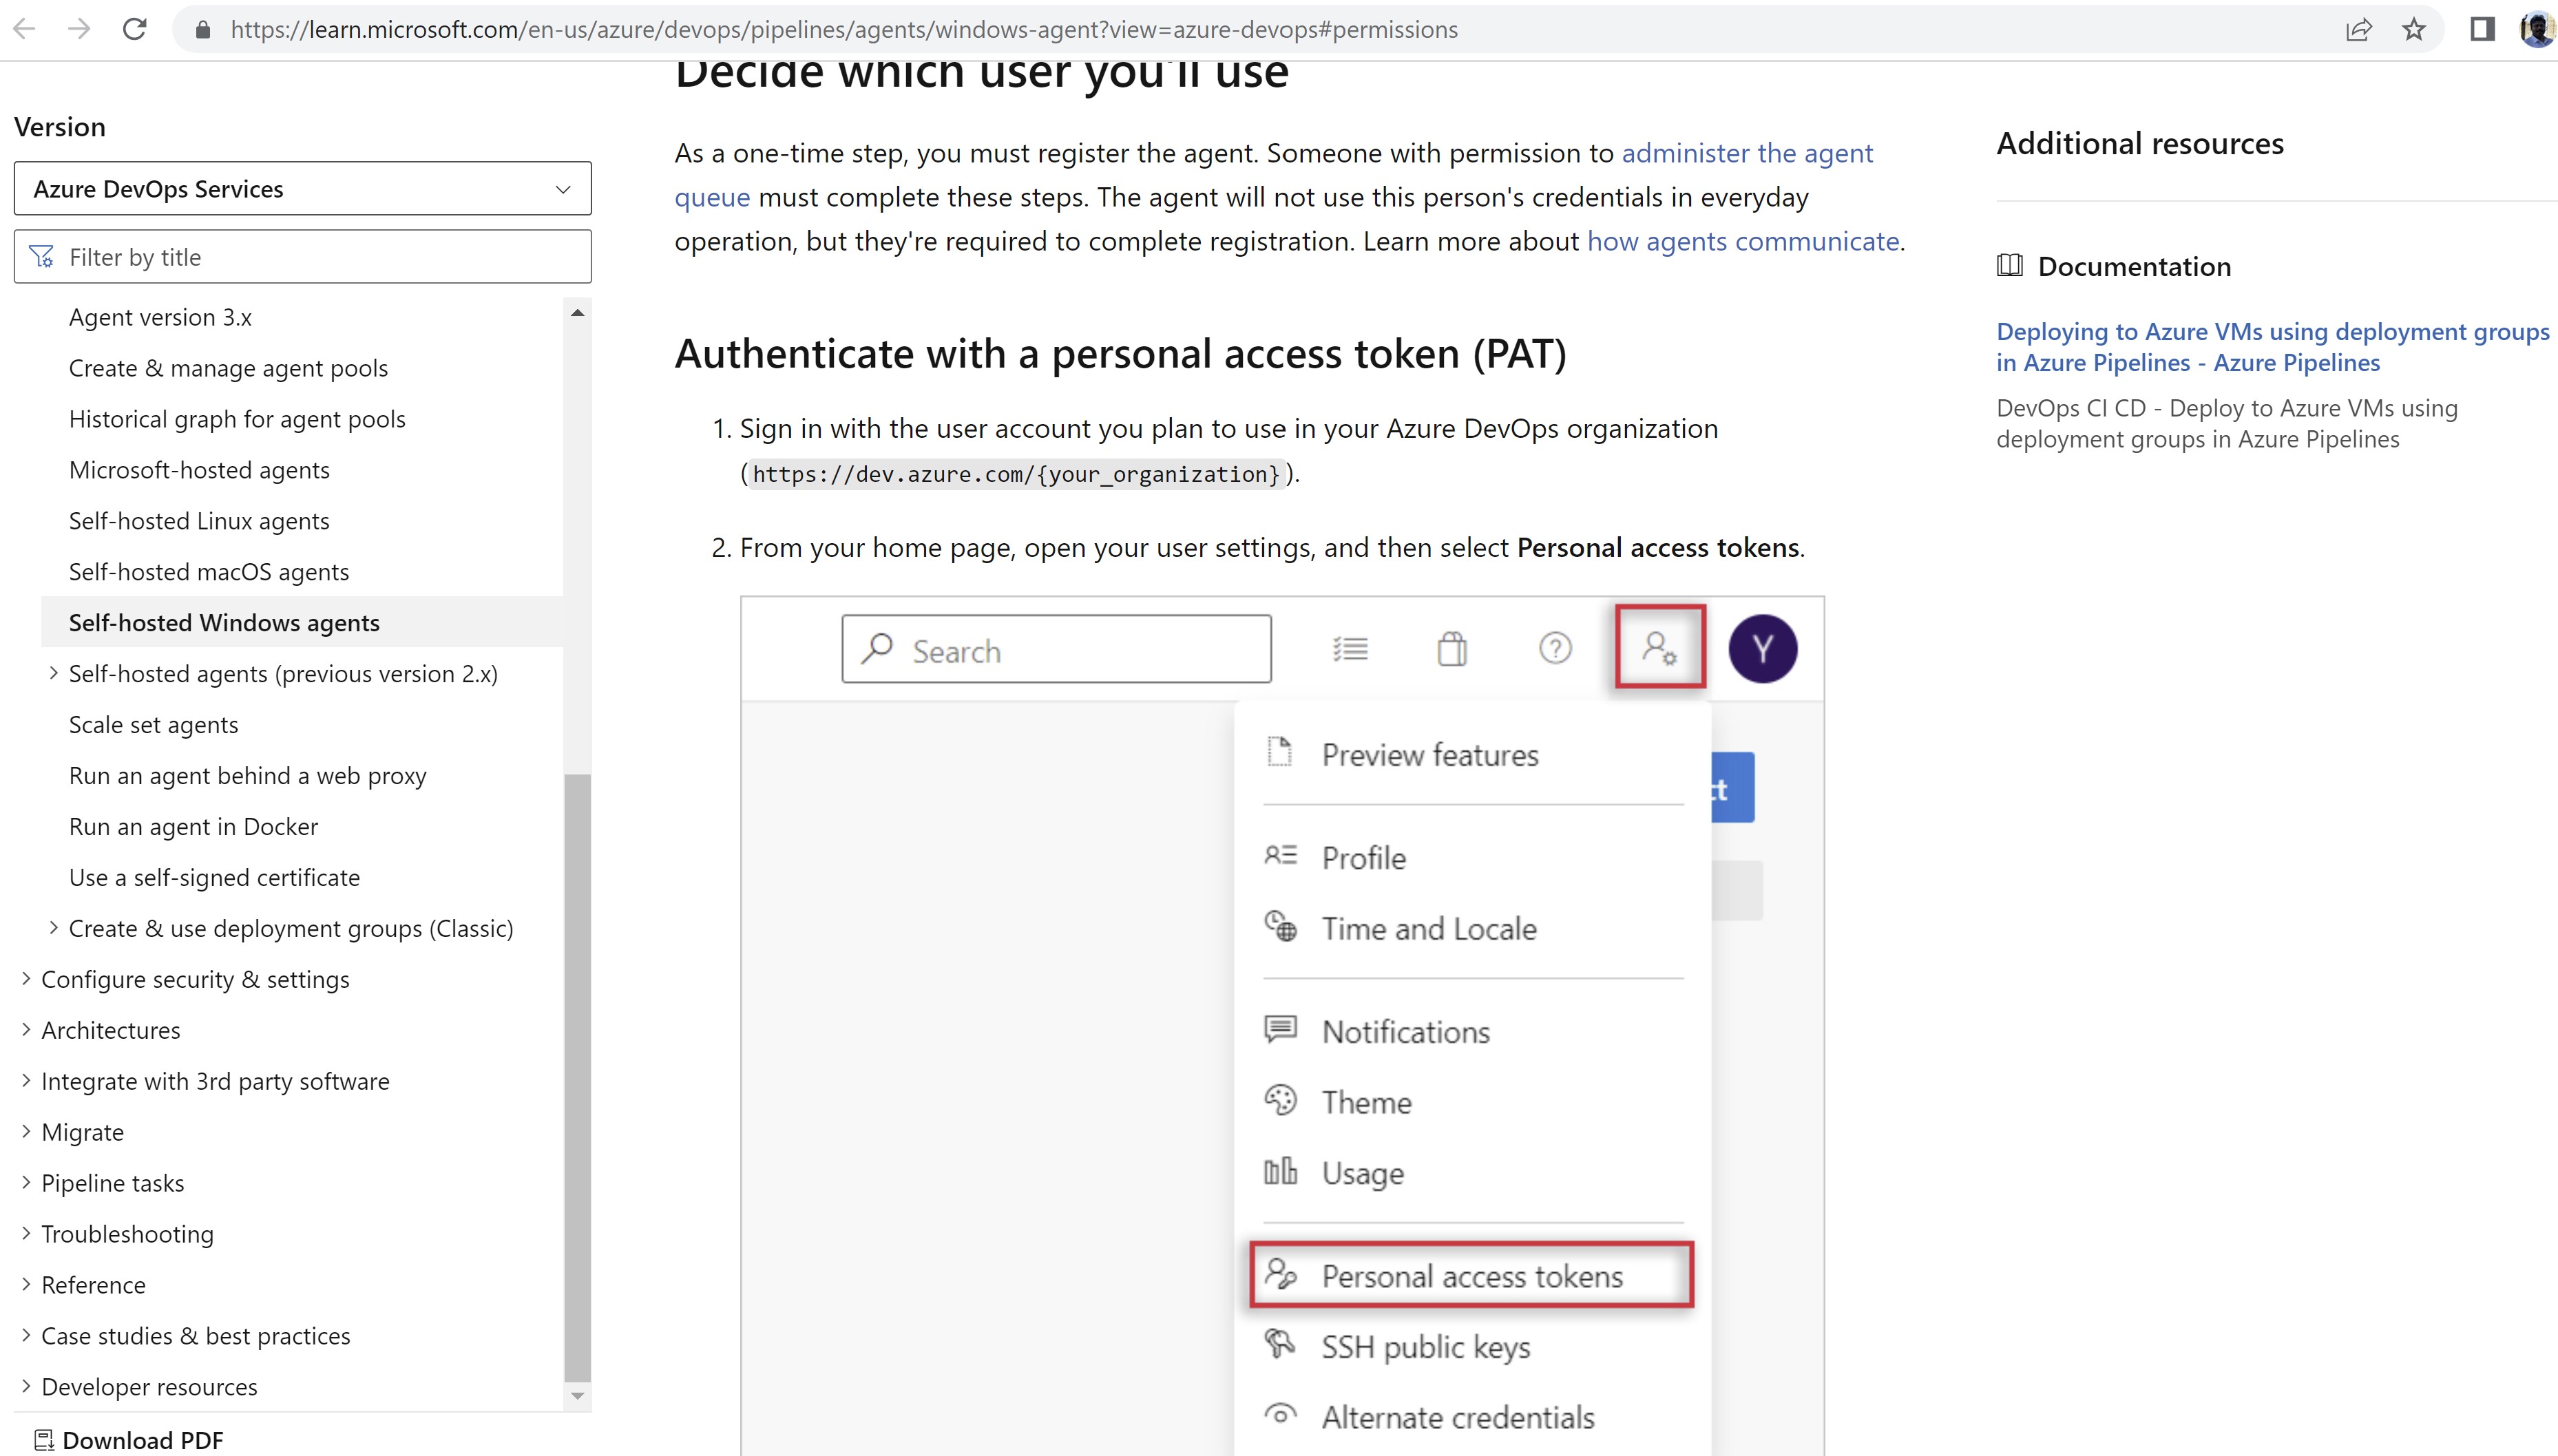 https://learn.microsoft.com/en-us/azure/devops/pipelines/agents/windows-agent?view=azure-devops#permissions
Version
Azure DevOps Services
Filter by title
Agent version 3.x
Create & manage agent pools
Historical graph for agent pools
Microsoft-hosted agents
Self-hosted Linux agents
Self-hosted macOS agents
Self-hosted Windows agents
Self-hosted agents (previous version 2.x)
Scale set agents
Run an agent behind a web proxy
Run an agent in Docker
Use a self-signed certificate
Create & use deployment groups (Classic)
Configure security & settings
Architectures
Integrate with 3rd party software
Migrate
Pipeline tasks
Troubleshooting
Reference
Case studies & best practices
Developer resources
Download PDF
Decide which user you'll use
As a one-time step, you must register the agent. Someone with permission to administer the agent
queue must complete these steps. The agent will not use this person's credentials in everyday
operation, but they're required to complete registration. Learn more about how agents communicate.
Authenticate with a personal access token (PAT)
1. Sign in with the user account you plan to use in your Azure DevOps organization
(https://dev.azure.com/{your_organization}).
2. From your home page, open your user settings, and then select Personal access tokens.
Search
Y
Preview features
ct
Profile
Time and Locale
Notifications
Theme
Usage
Personal access tokens
SSH public keys
Alternate credentials
Additional resources
Documentation
Deploying to Azure VMs using deployment groups
in Azure Pipelines - Azure Pipelines
DevOps CI CD - Deploy to Azure VMs using
deployment groups in Azure Pipelines